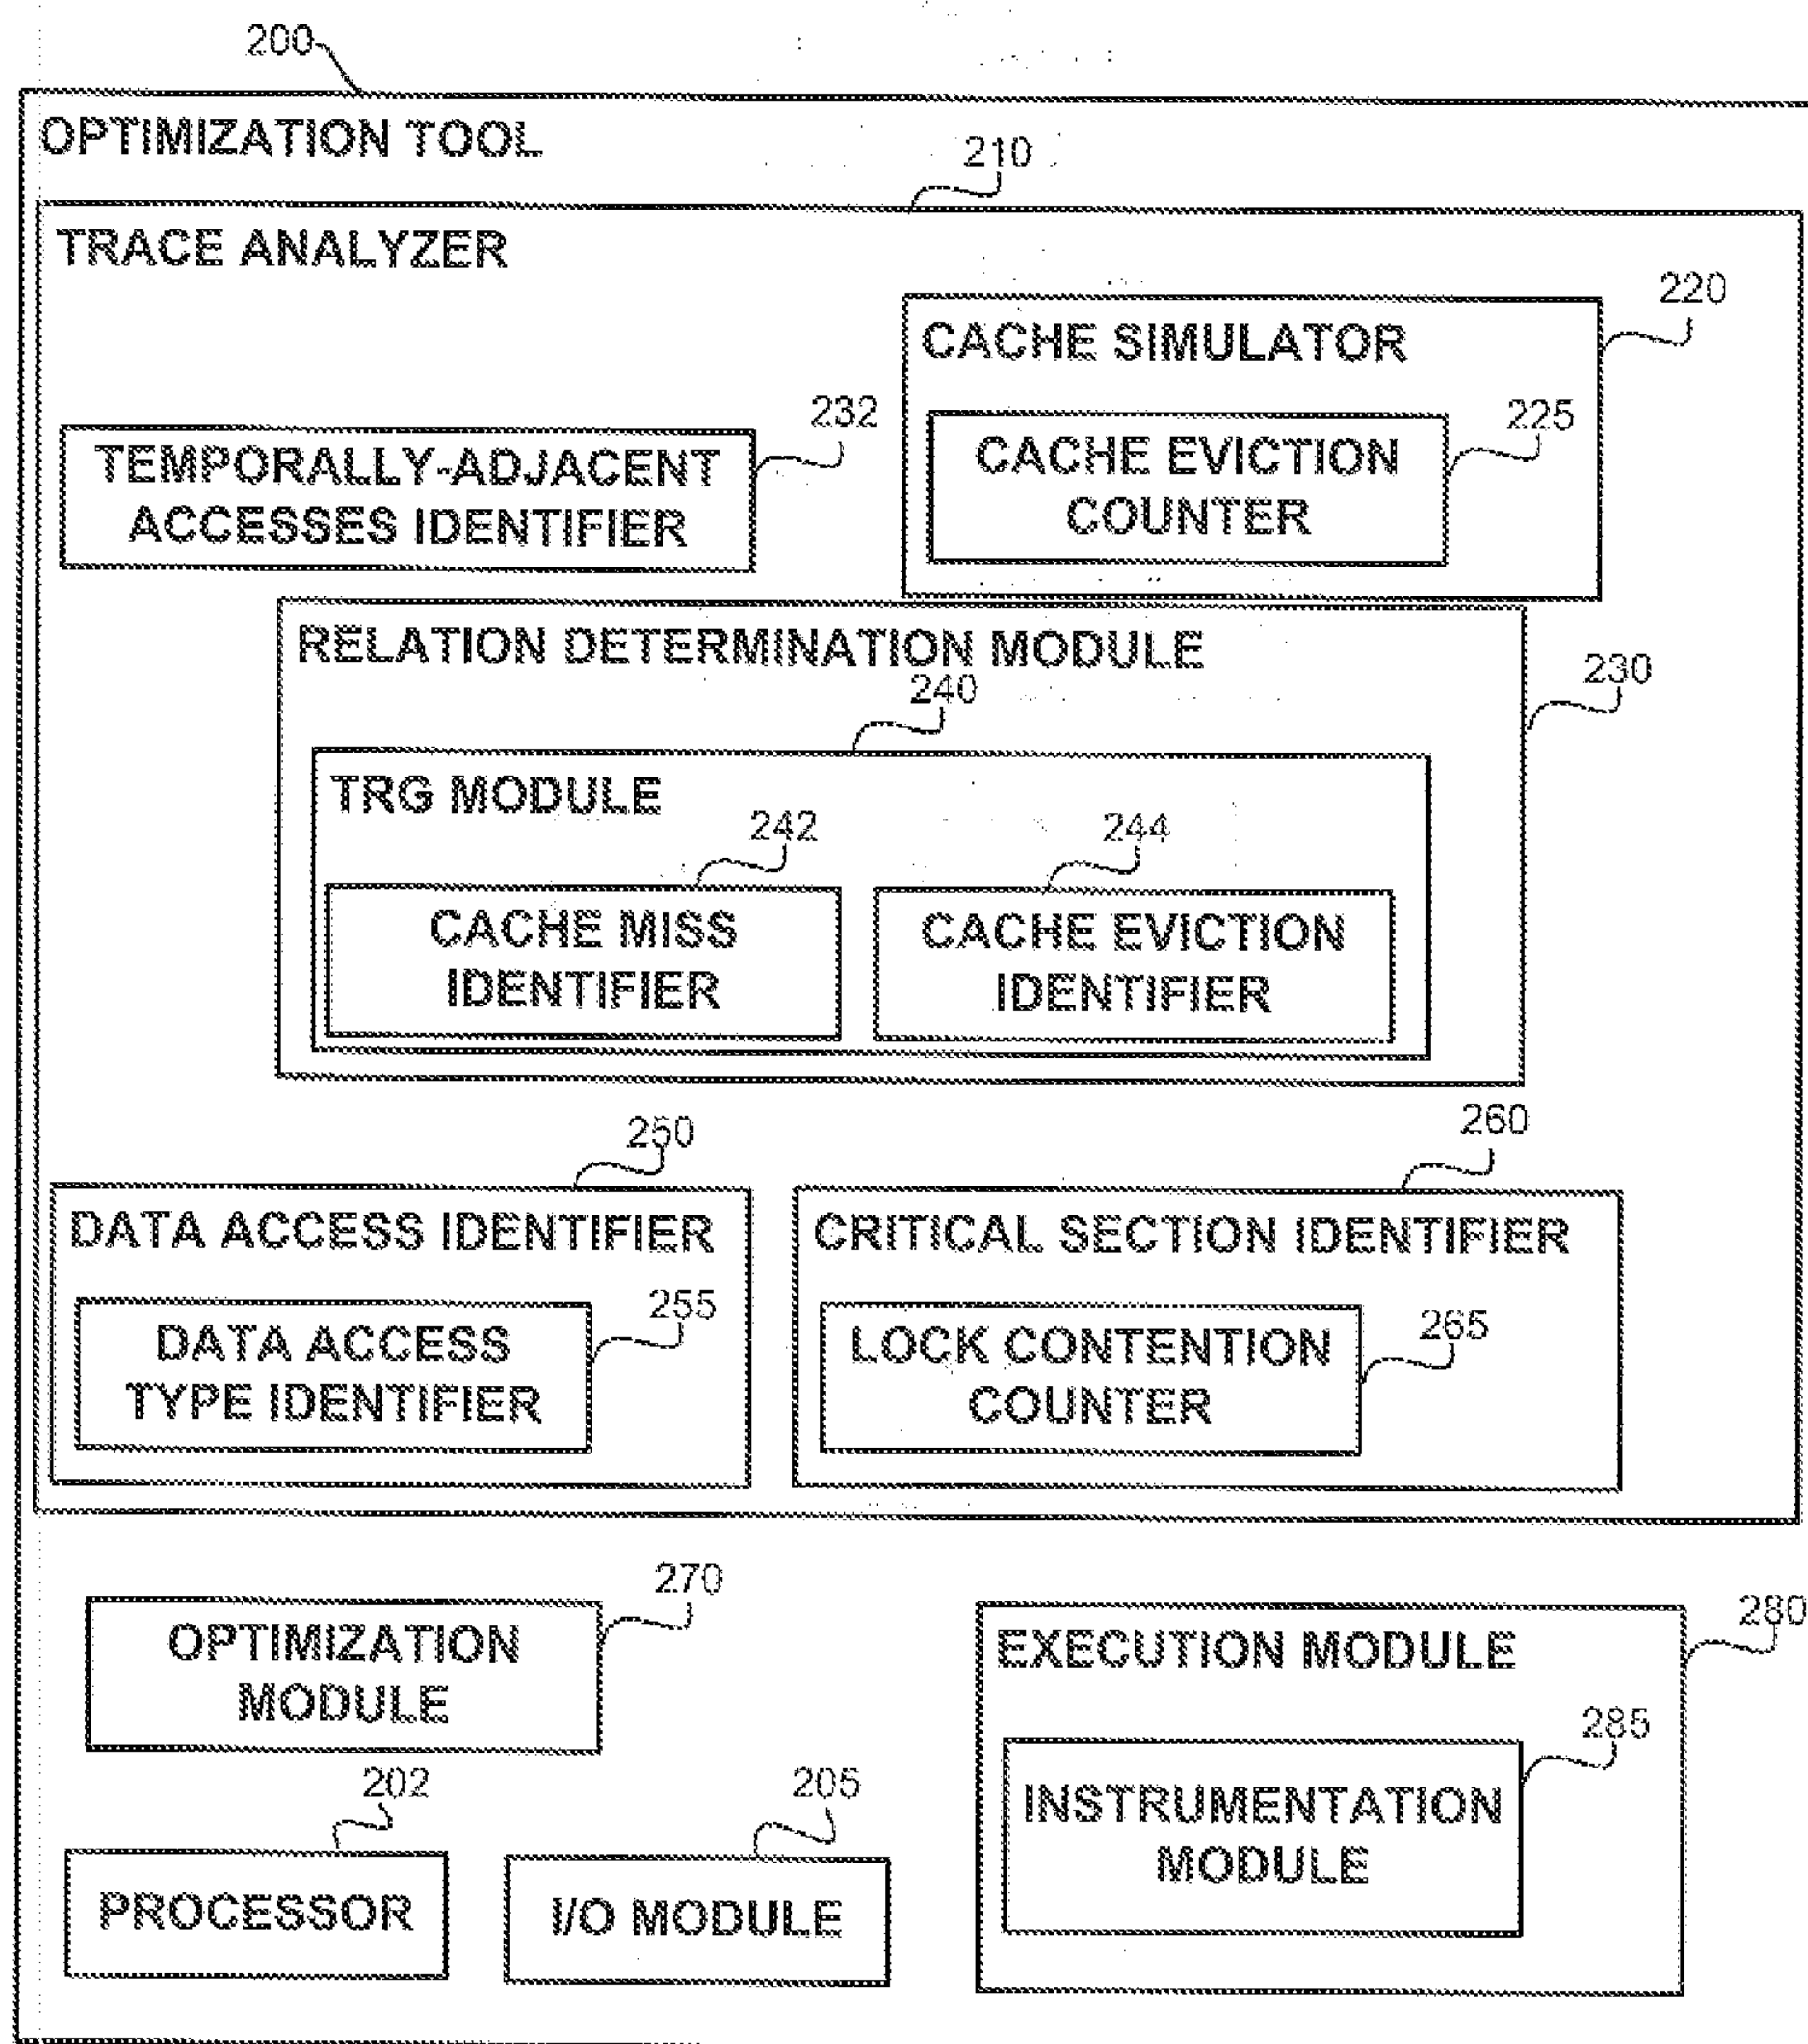 200
OPTIMIZATION TOOL
210
TRACE ANALYZER
220
CACHE SIMULATOR
232
225
TEMPORALLY-ADJACENT
ACCESSES IDENTIFIER
CACHE EVICTION
COUNTER
RELATION DETERMINATION MODULE
230
240
TRG MODULE
242
244
CACHE MISS
IDENTIFIER
CACHE EVICTION
IDENTIFIER
250
260
DATA ACCESS IDENTIFIER
CRITICAL SECTION IDENTIFIER
255
265
DATA ACCESS
TYPE IDENTIFIER
LOCK CONTENTION
COUNTER
270
280
OPTIMIZATION
MODULE
EXECUTION MODULE
285
INSTRUMENTATION
MODULE
202
205
PROCESSOR
I/O MODULE